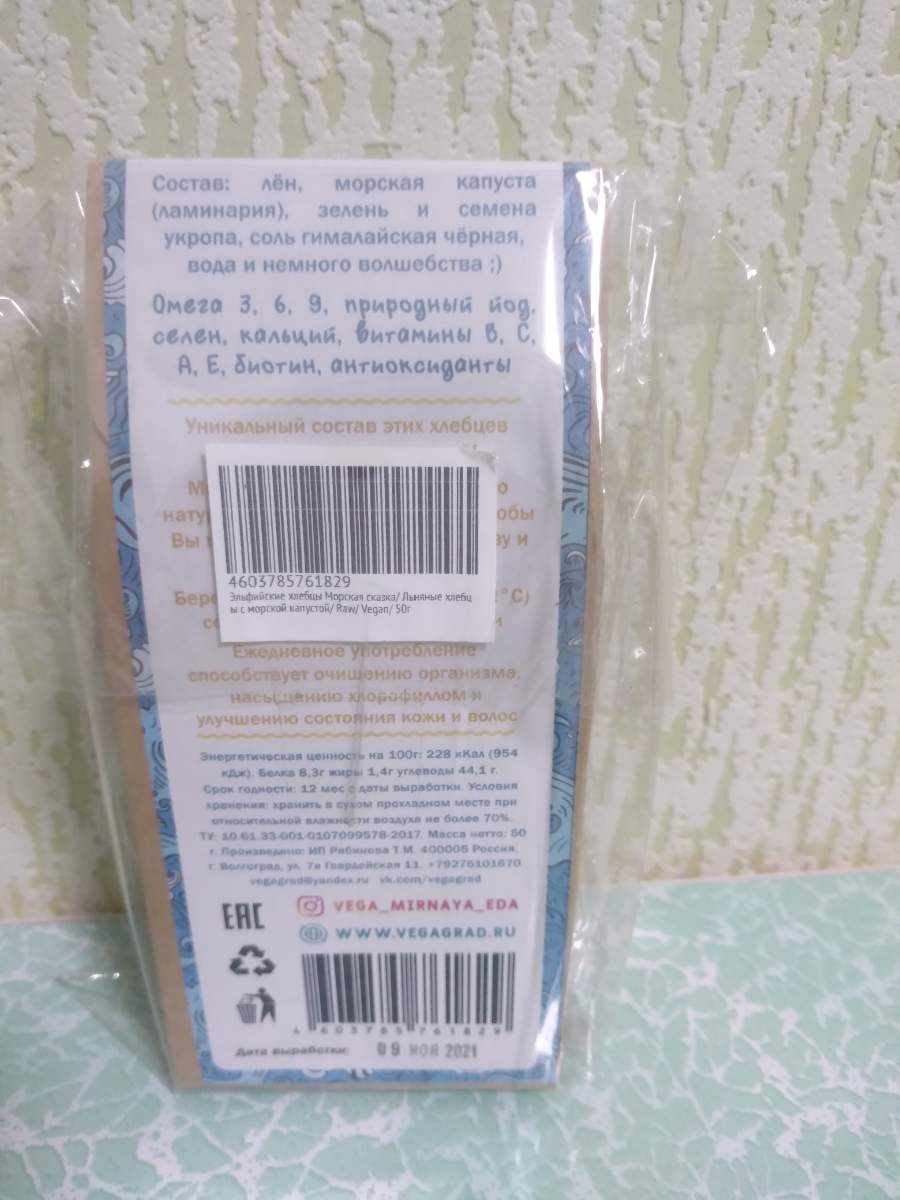 Состав: лён, морская капуста
(ламинария), зелень и семена
укропа, соль гималайская чёрная,
вода и немного волшебства ;)
Омега 3, 6, 9, природный йод,
селен, кальций, витамины В, С,
А, Е, биотин, антиоксиданты
Уникальный состав этих хлебцев
Вы
4603785761829
Эльфийские хлебцы Морская сказка/ Льняные хлебц
ы с морской капустой/ Raw/ Vegan/ 50г
Ежедневное употребление
способствует очищению организма,
насыщению хлорофиллом и
улучшению состояния кожи и волос
Энергетическая ценность на 100г: 228 кКал (954
кДж). Белка 8,3г жиры 1,4г углеводы 44,1 г.
Срок годности: 12 мес с даты выработки. Условия
хранения: хранить в сухом прохладном месте при
относительной влажности воздуха не более 70%.
ТУ: 10.61.33-001-0107099578-2017. Масса нетто: 50
г. Произведено: ИП Рябинова Т.М. 400005 Россия,
г. Волгоград, ул. 7я Гвардейская 11. +79275101670
vegagrad@yandex.ru vk.com/vegagrad
EAC
VEGA_MIRNAYA_EDA
WWW.VEGAGRAD.RU
4 603785 761829
Дата выработки: 09 НОЯ 2021